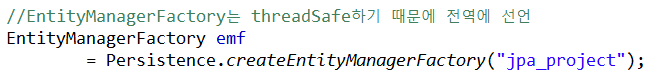 //EntityManagerFactory는 threadSafe하기 때문에 전역에 선언
EntityManagerFactory emf
= Persistence.createEntityManagerFactory("jpa_project");